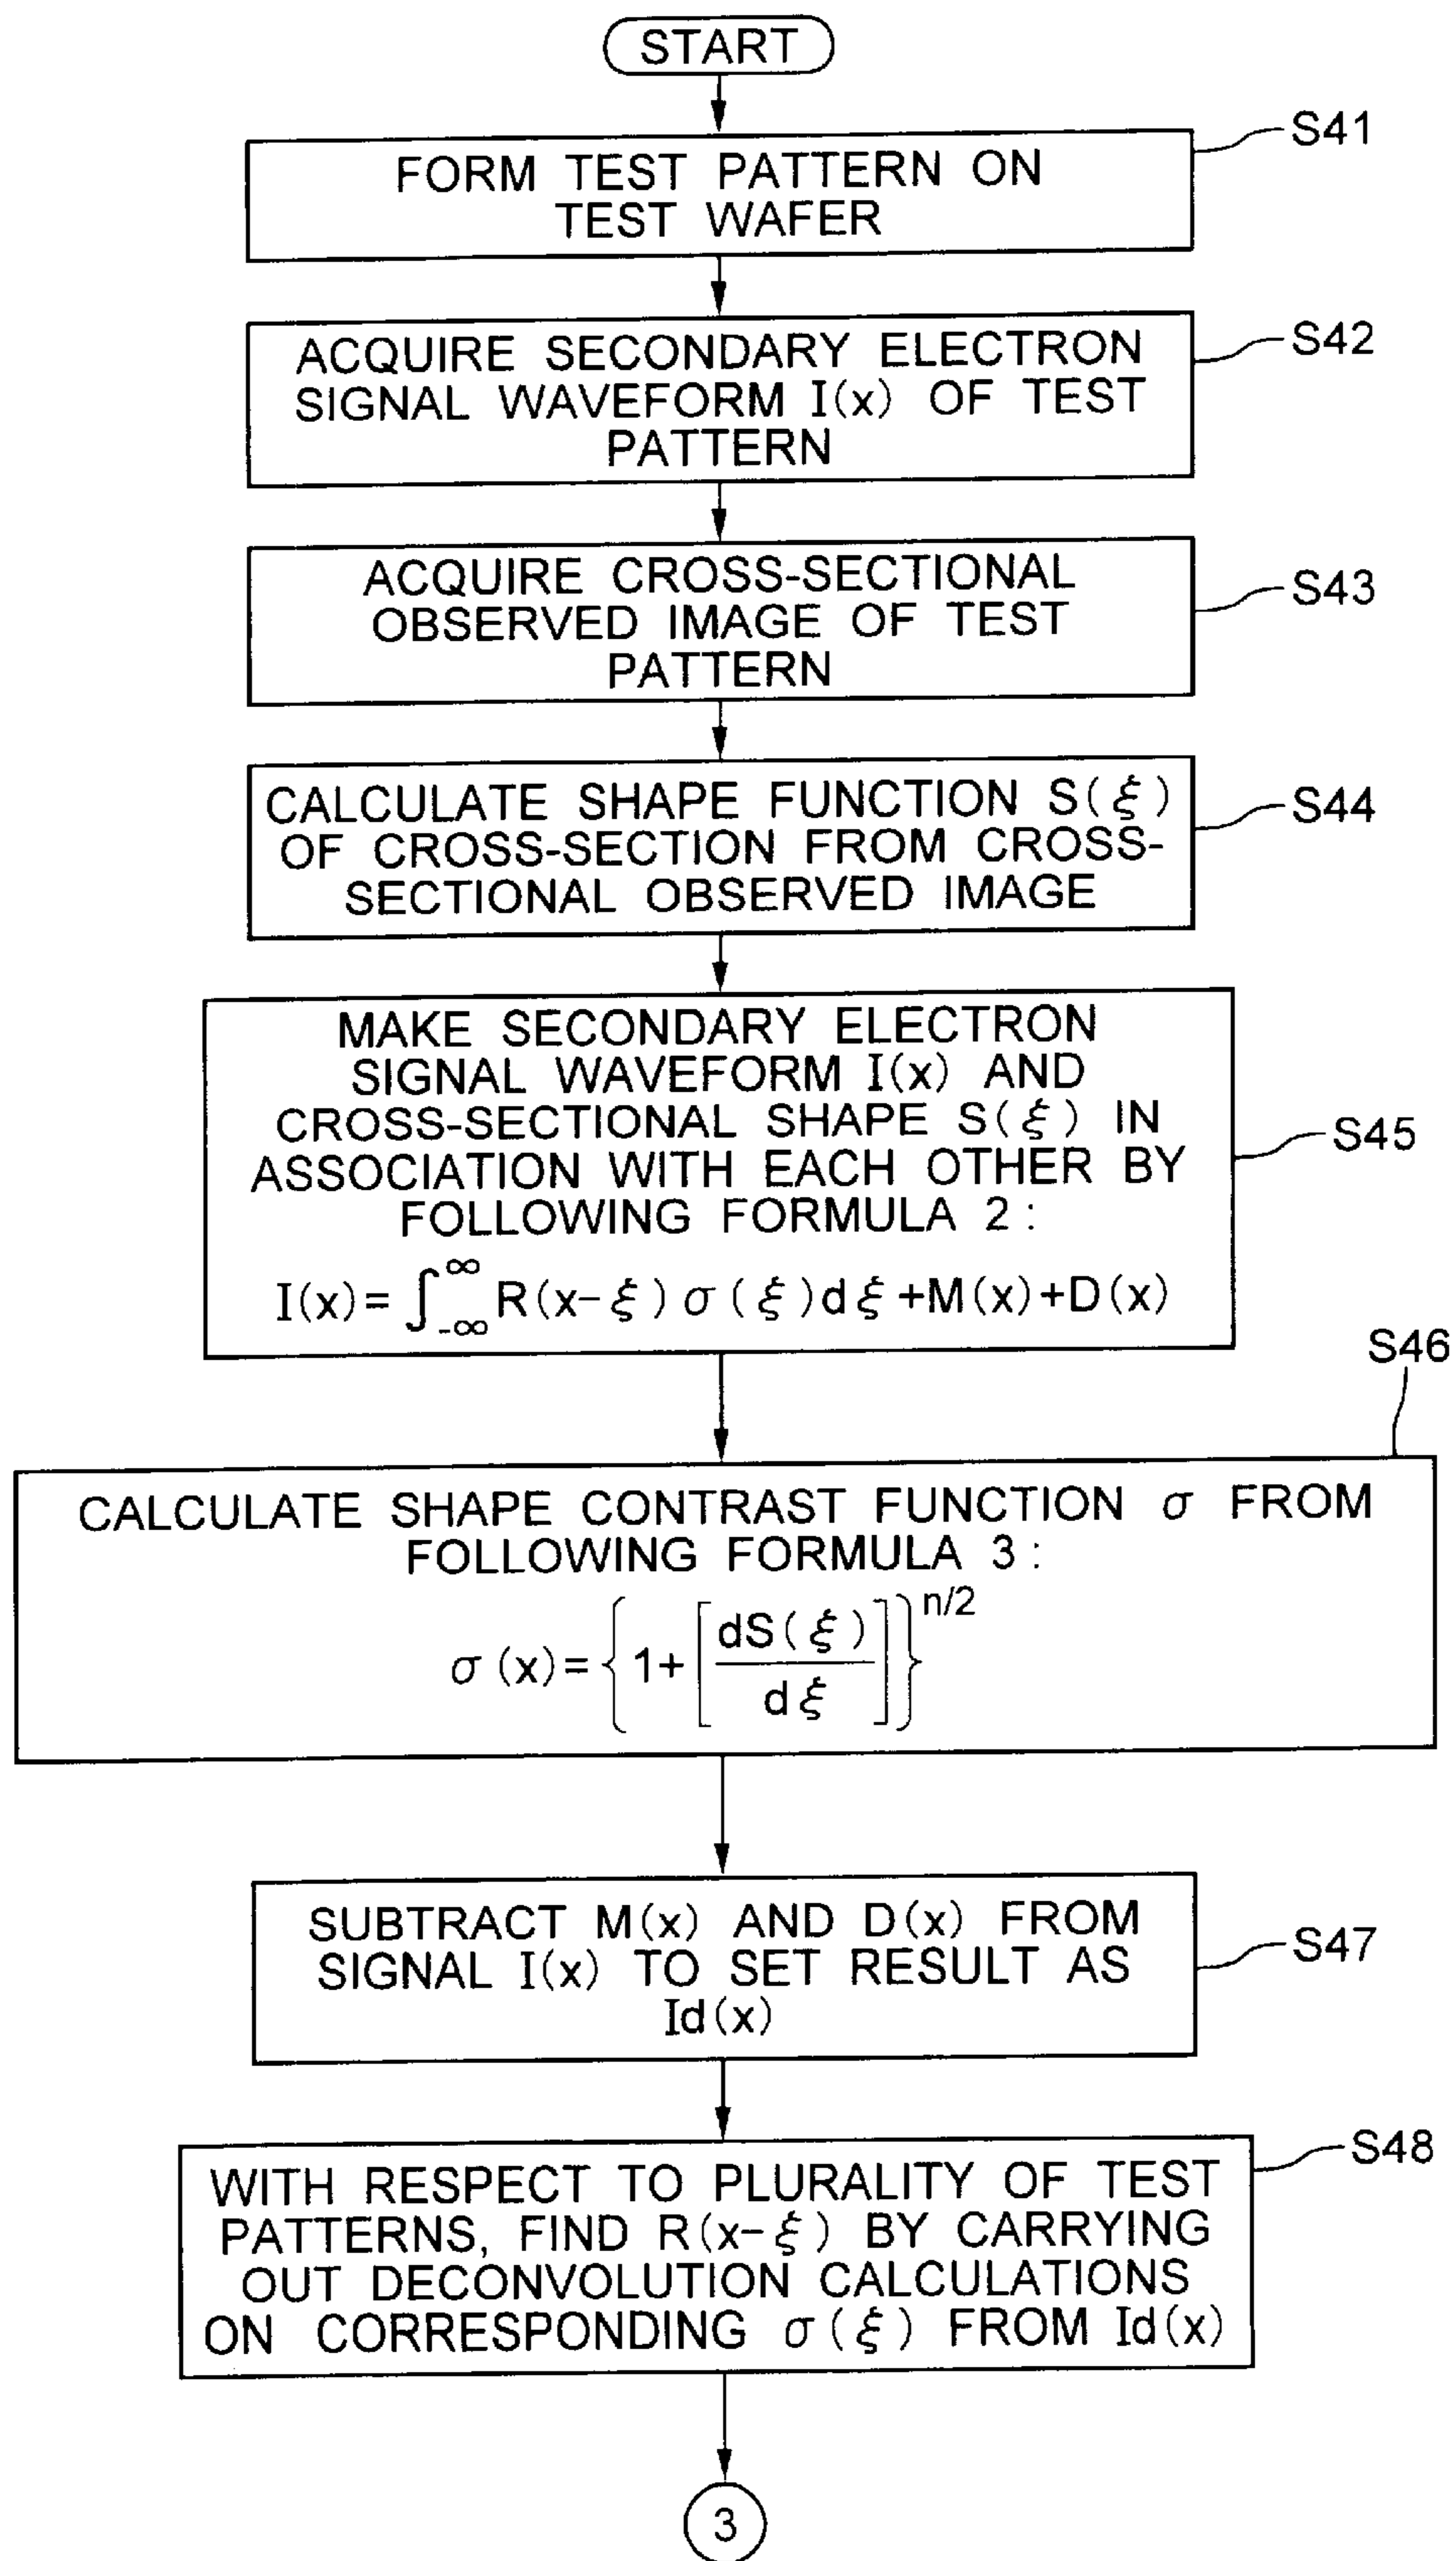 START
S41
FORM TEST PATTERN ON
TEST WAFER
S42
ACQUIRE SECONDARY ELECTRON
SIGNAL WAVEFORM I(x) OF TEST
PATTERN
S43
ACQUIRE CROSS-SECTIONAL
OBSERVED IMAGE OF TEST
PATTERN
S44
CALCULATE SHAPE FUNCTION S(ξ)
OF CROSS-SECTION FROM CROSS-
SECTIONAL OBSERVED IMAGE
S45
MAKE SECONDARY ELECTRON
SIGNAL WAVEFORM I(x) AND
CROSS-SECTIONAL SHAPE S(ξ) IN
ASSOCIATION WITH EACH OTHER BY
FOLLOWING FORMULA 2:
I(x)=∫_{-∞}^{∞} R(x-ξ)σ(ξ)dξ+M(x)+D(x)
S46
CALCULATE SHAPE CONTRAST FUNCTION σ FROM
FOLLOWING FORMULA 3:
σ(x)={1+[dS(ξ)/dξ]}^{n/2}
S47
SUBTRACT M(x) AND D(x) FROM
SIGNAL I(x) TO SET RESULT AS
Id(x)
S48
WITH RESPECT TO PLURALITY OF TEST
PATTERNS, FIND R(x-ξ) BY CARRYING
OUT DECONVOLUTION CALCULATIONS
ON CORRESPONDING σ(ξ) FROM Id(x)
3